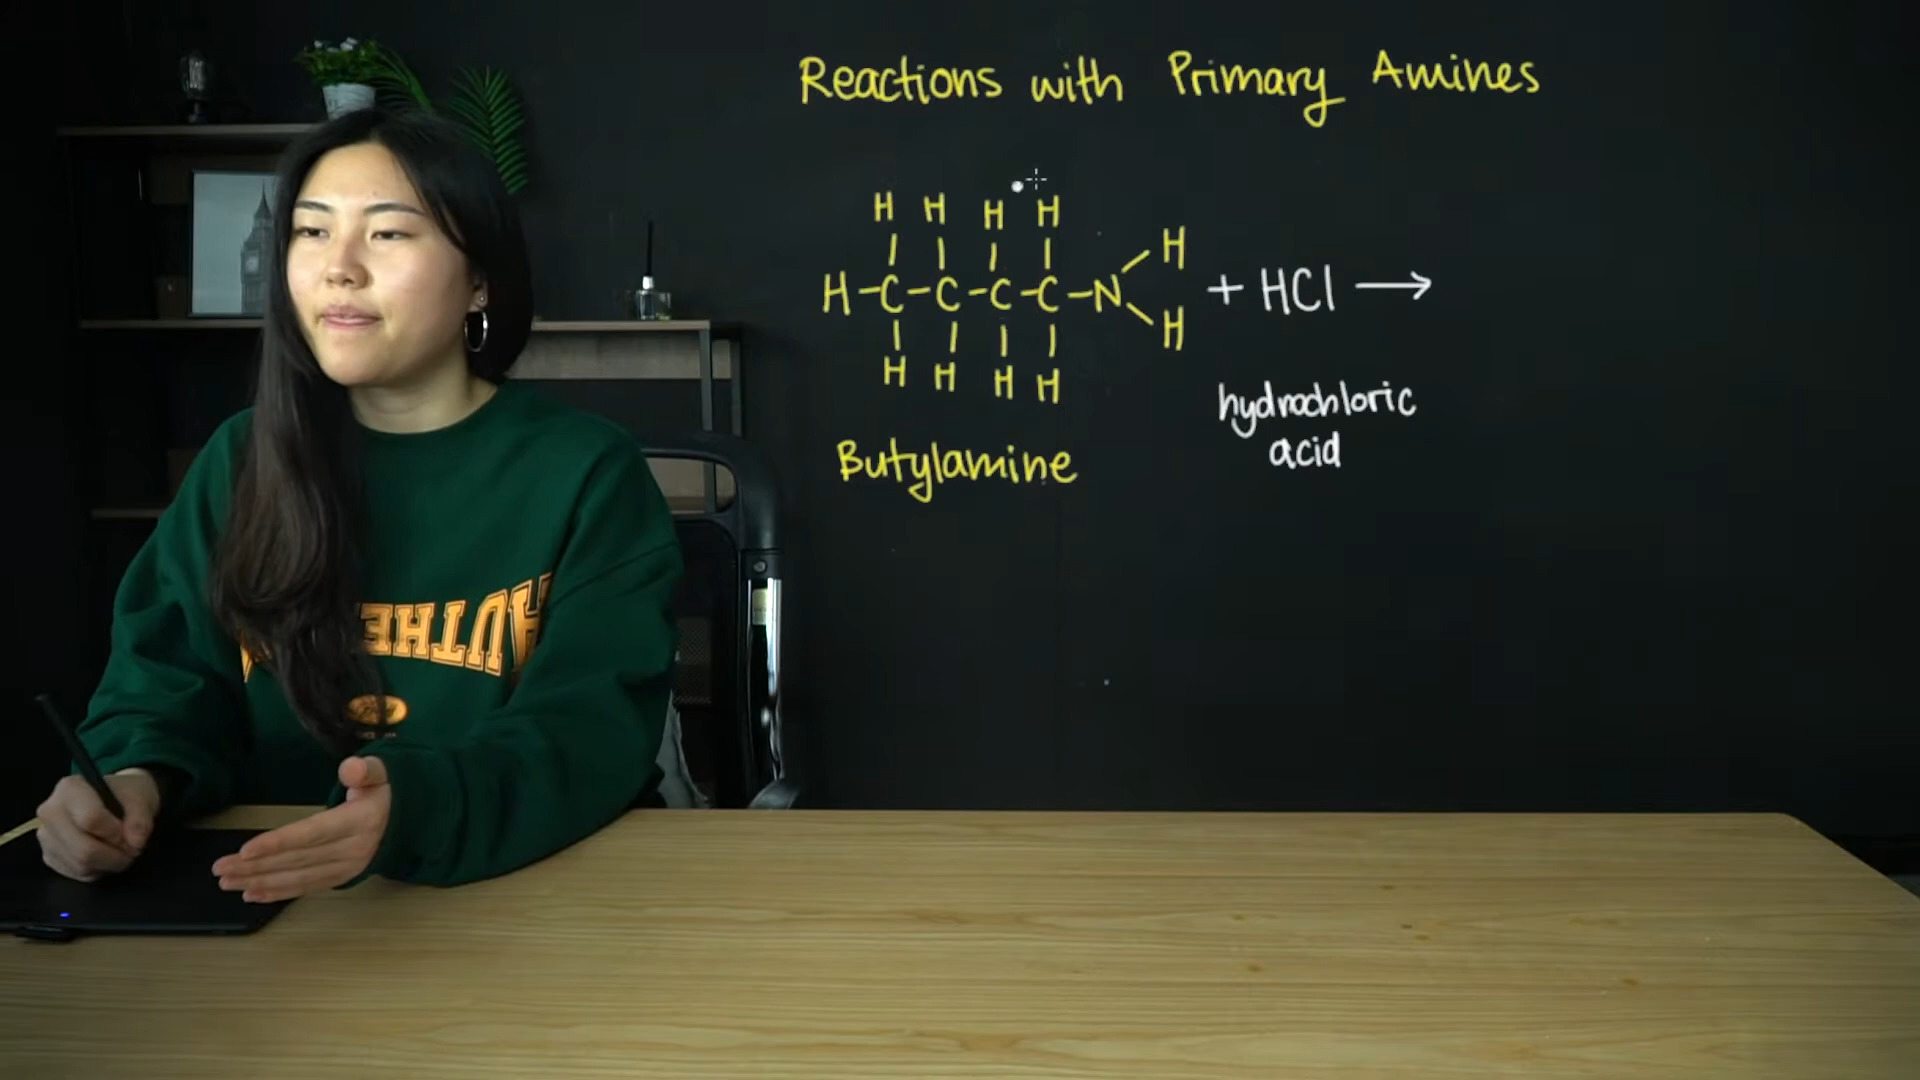 Reactions with Primary Amines
H H H H
H
H-C-C-C-C-N + HCl →
H
H H H H
hydrochloric
acid
Butylamine